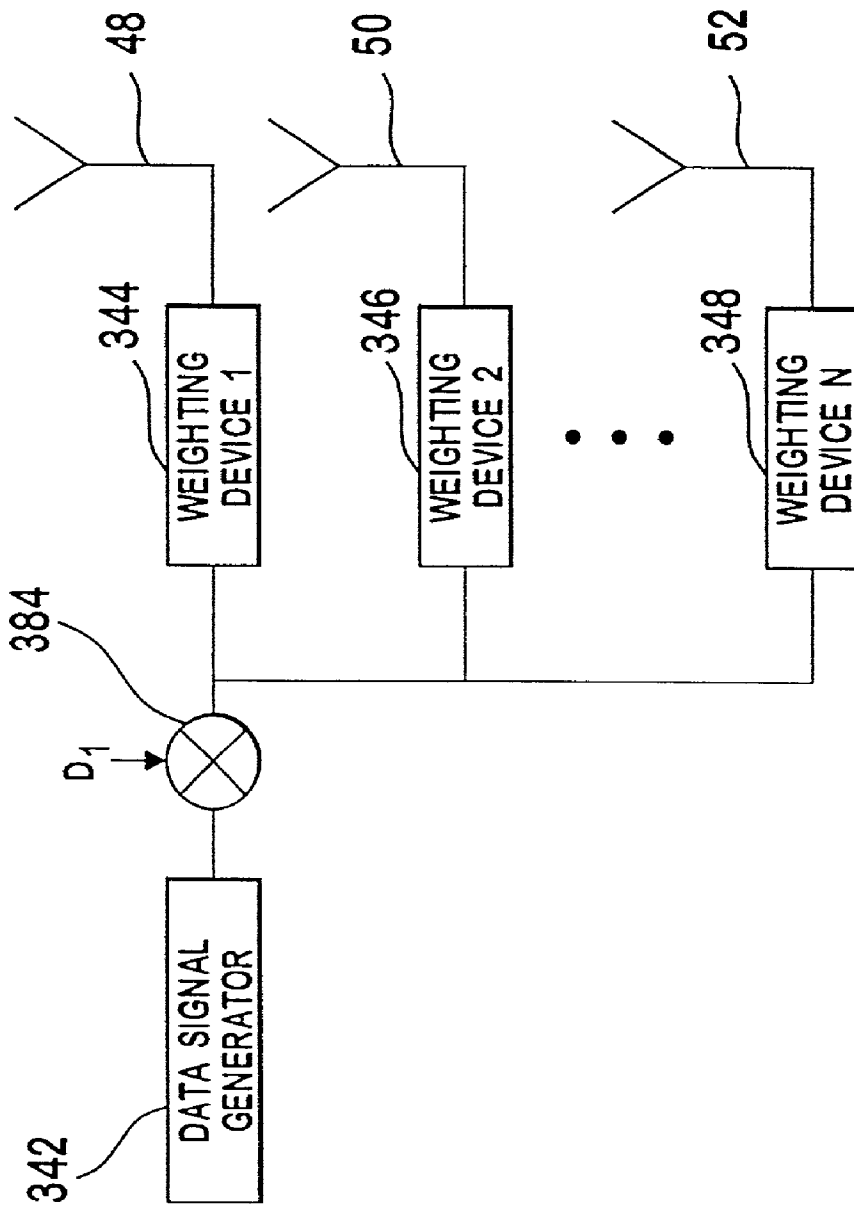 342
DATA SIGNAL
GENERATOR
D1
384
344
WEIGHTING
DEVICE 1
48
346
WEIGHTING
DEVICE 2
50
348
WEIGHTING
DEVICE N
52